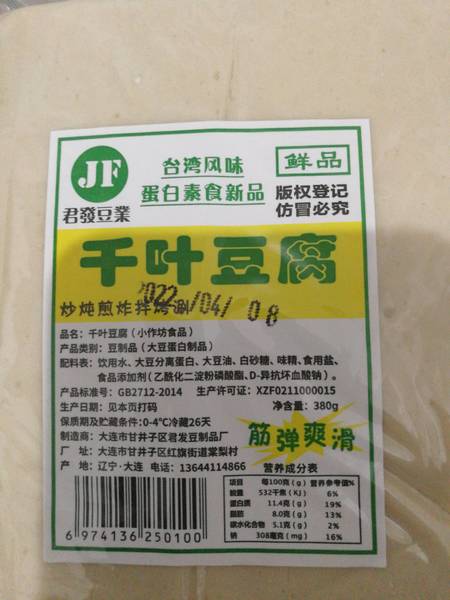 JF
君發豆業
台湾风味
蛋白素食新品
鲜品
版权登记
仿冒必究
千叶豆腐
炒炖煎炸拌烤涮
2022/04/08
品名：千叶豆腐（小作坊食品）
产品类别：豆制品（大豆蛋白制品）
配料表：饮用水、大豆分离蛋白、大豆油、白砂糖、味精、食用盐、
食品添加剂（乙酰化二淀粉磷酸酯、D-异抗坏血酸钠）。
产品标准号：GB2712-2014 生产许可证：XZF0211000015
生产日期：见本页打码 净含量：380g
保质期及贮藏条件:0-4℃冷藏26天
制造商：大连市甘井子区君发豆制品厂
厂 址：大连市甘井子区红旗街道棠梨村
产 地：辽宁·大连 电话：13644114866
筋弹爽滑
营养成分表
项目 每100克(g) 营养参考值%
能量 532千焦(KJ) 6%
蛋白质 11.4克(g) 19%
脂肪 8.0克(g) 13%
碳水化合物 5.1克(g) 2%
钠 308毫克(mg) 16%
6 974136 250100